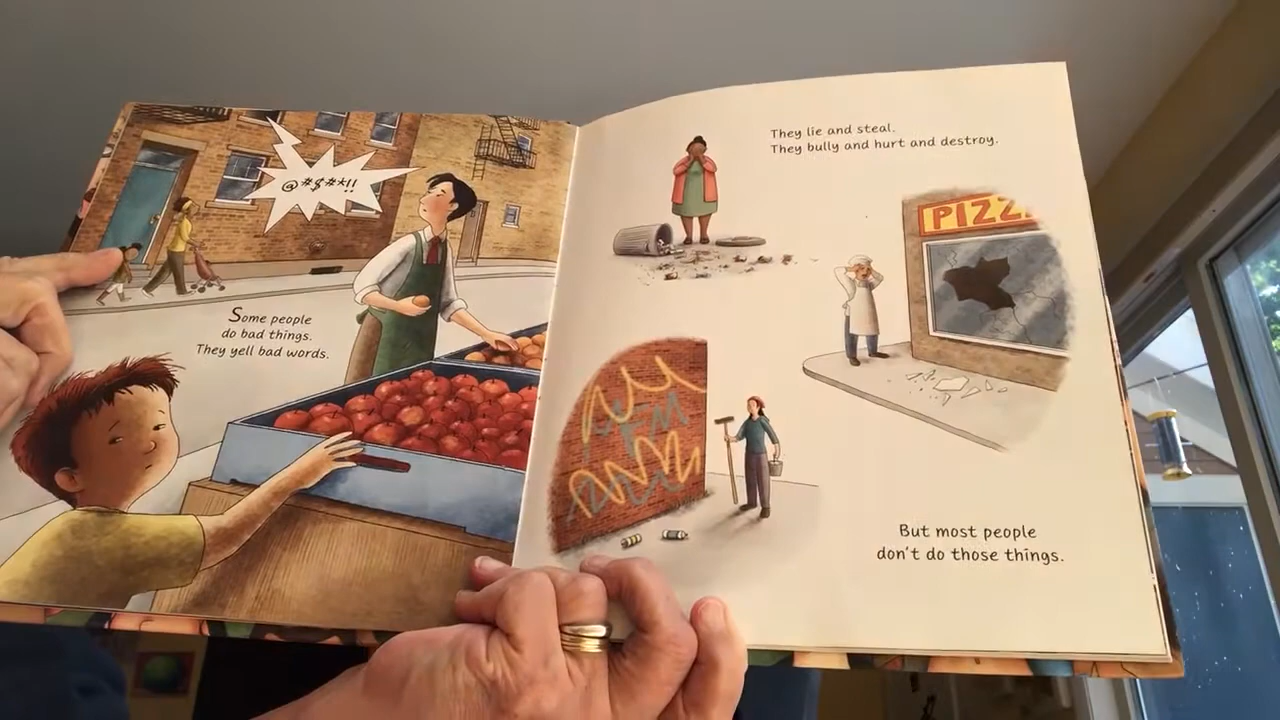 @#$#*!!
Some people
do bad things.
They yell bad words.
They lie and steal.
They bully and hurt and destroy.
PIZZ
But most people
don't do those things.